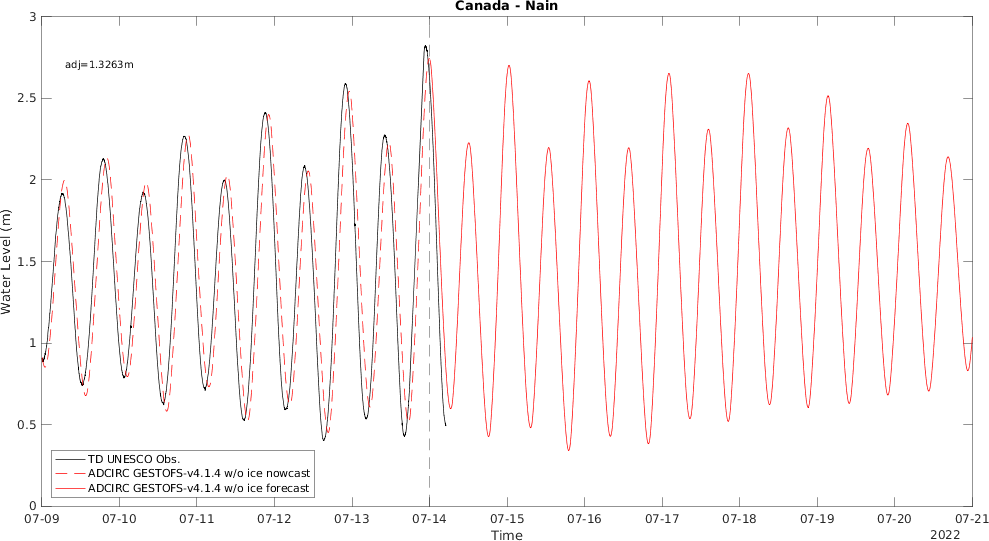 Canada - Nain
3
adj=1.3263m
2.5
2
1.5
1
0.5
0
Water Level (m)
TD UNESCO Obs.
ADCIRC GESTOFS-v4.1.4 w/o ice nowcast
ADCIRC GESTOFS-v4.1.4 w/o ice forecast
07-09 07-10 07-11 07-12 07-13 07-14 07-15 07-16 07-17 07-18 07-19 07-20 07-21
Time
2022